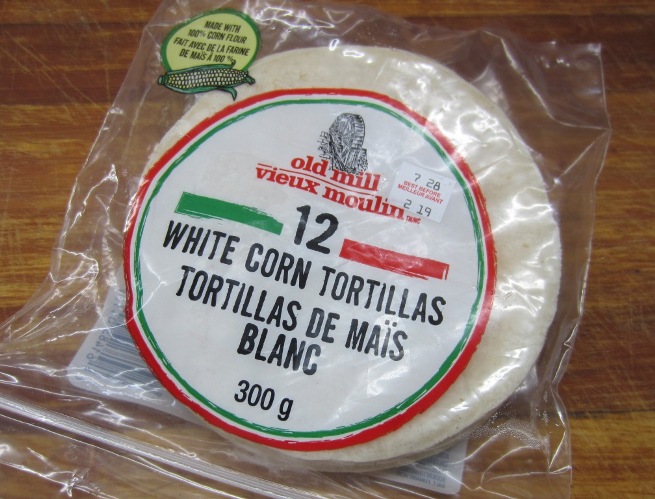 MADE WITH
100% CORN FLOUR
FAIT AVEC DE LA FARINE
DE MAÏS À 100 %
old mill
vieux moulin
7 28
BEST BEFORE
MEILLEUR AVANT
2 19
12
WHITE CORN TORTILLAS
TORTILLAS DE MAÏS
BLANC
300 g